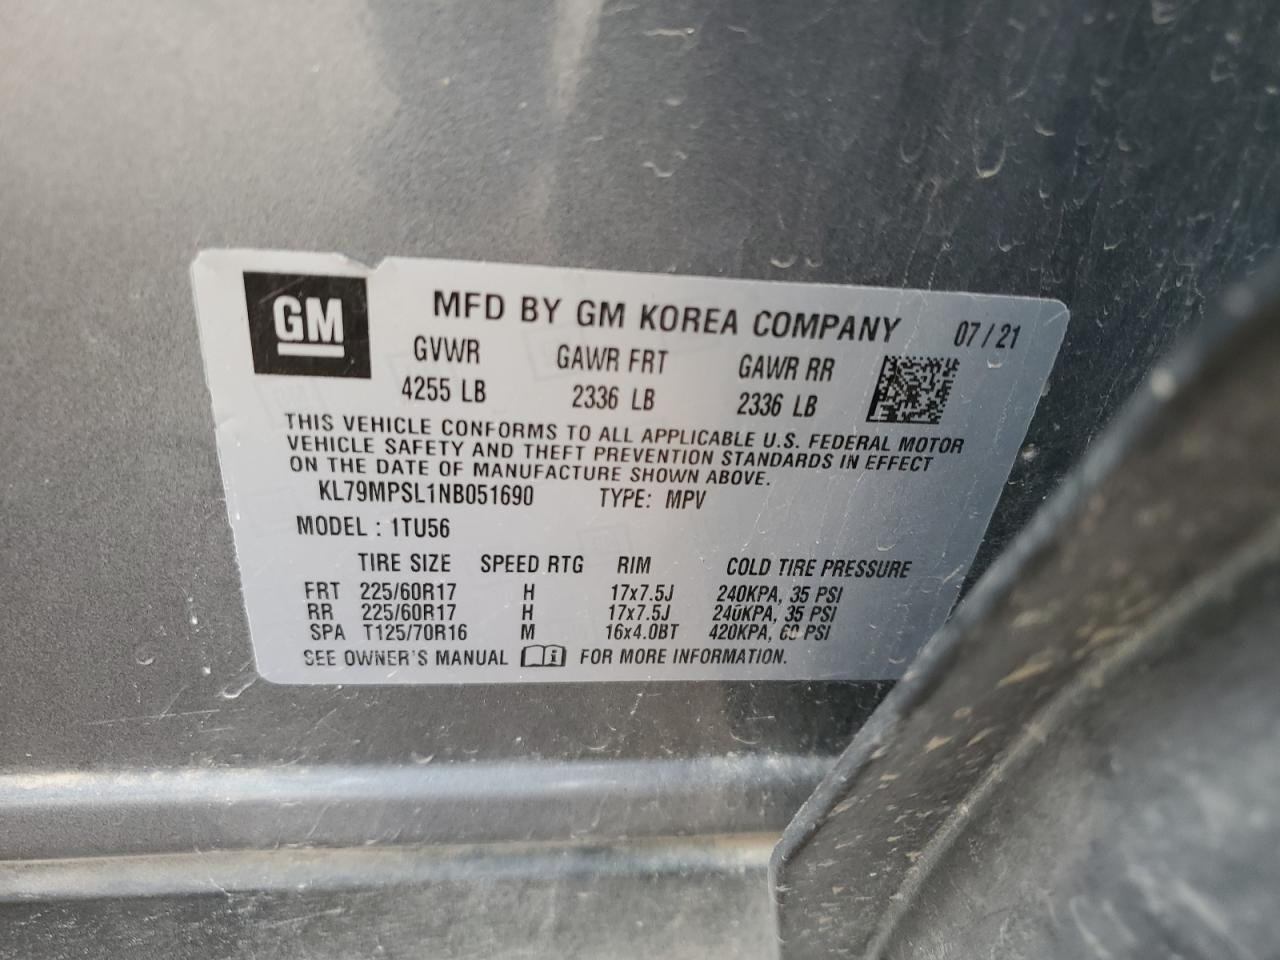 GM
MFD BY GM KOREA COMPANY 07/21
GVWR GAWR FRT GAWR RR
4255 LB 2336 LB 2336 LB
THIS VEHICLE CONFORMS TO ALL APPLICABLE U.S. FEDERAL MOTOR
VEHICLE SAFETY AND THEFT PREVENTION STANDARDS IN EFFECT
ON THE DATE OF MANUFACTURE SHOWN ABOVE.
KL79MPSL1NB051690 TYPE: MPV
MODEL : 1TU56
TIRE SIZE SPEED RTG RIM COLD TIRE PRESSURE
FRT 225/60R17 H 17x7.5J 240KPA, 35 PSI
RR 225/60R17 H 17x7.5J 240KPA, 35 PSI
SPA T125/70R16 M 16x4.0BT 420KPA, 60 PSI
SEE OWNER'S MANUAL FOR MORE INFORMATION.